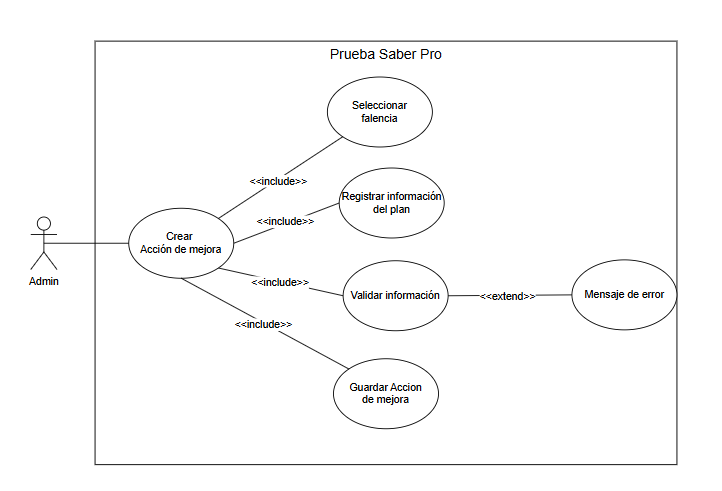 Prueba Saber Pro
Seleccionar
falencia
<<include>>
Registrar información
del plan
<<include>>
Crear
Acción de mejora
Admin
<<include>>
Validar información
<<extend>>
Mensaje de error
<<include>>
Guardar Accion
de mejora